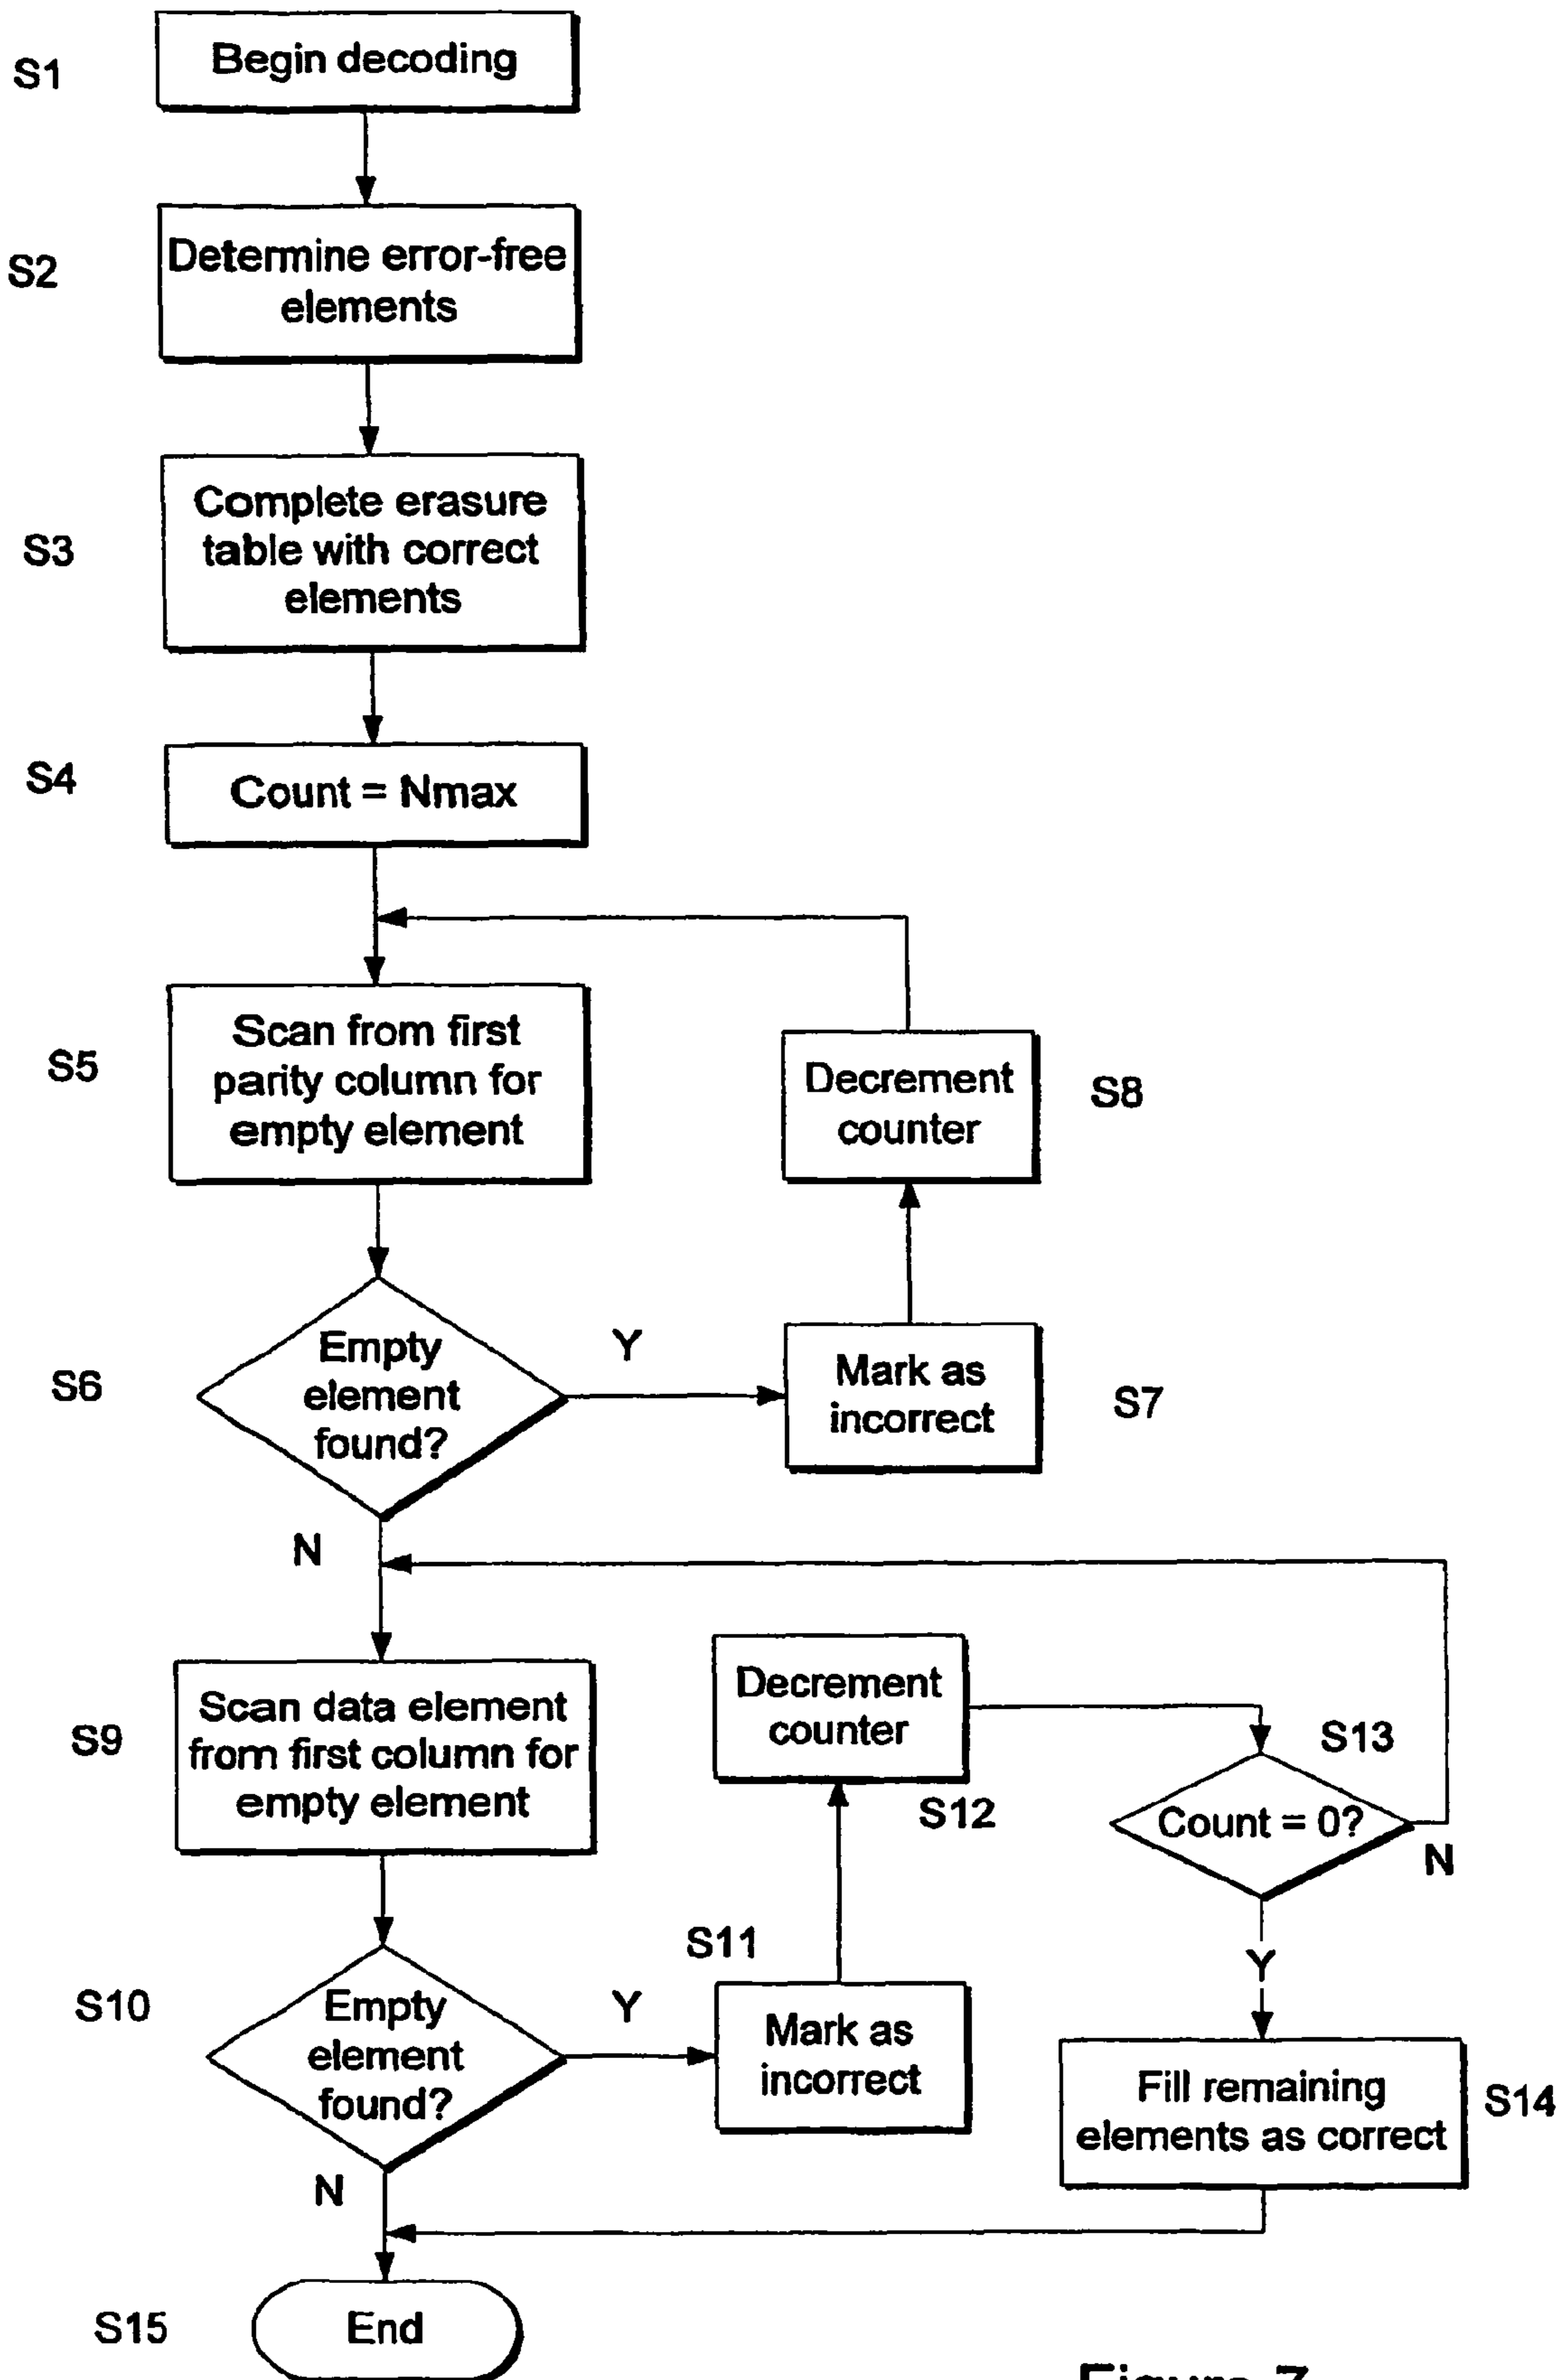 S1
Begin decoding
S2
Determine error-free
elements
S3
Complete erasure
table with correct
elements
S4
Count = Nmax
S5
Scan from first
parity column for
empty element
Decrement
counter
S8
S6
Empty
element
found?
Y
Mark as
incorrect
S7
N
S9
Scan data element
from first column for
empty element
Decrement
counter
S12
S13
Count = 0?
N
S10
Empty
element
found?
Y
S11
Mark as
incorrect
Y
Fill remaining
elements as correct
S14
N
S15
End
Figure 7